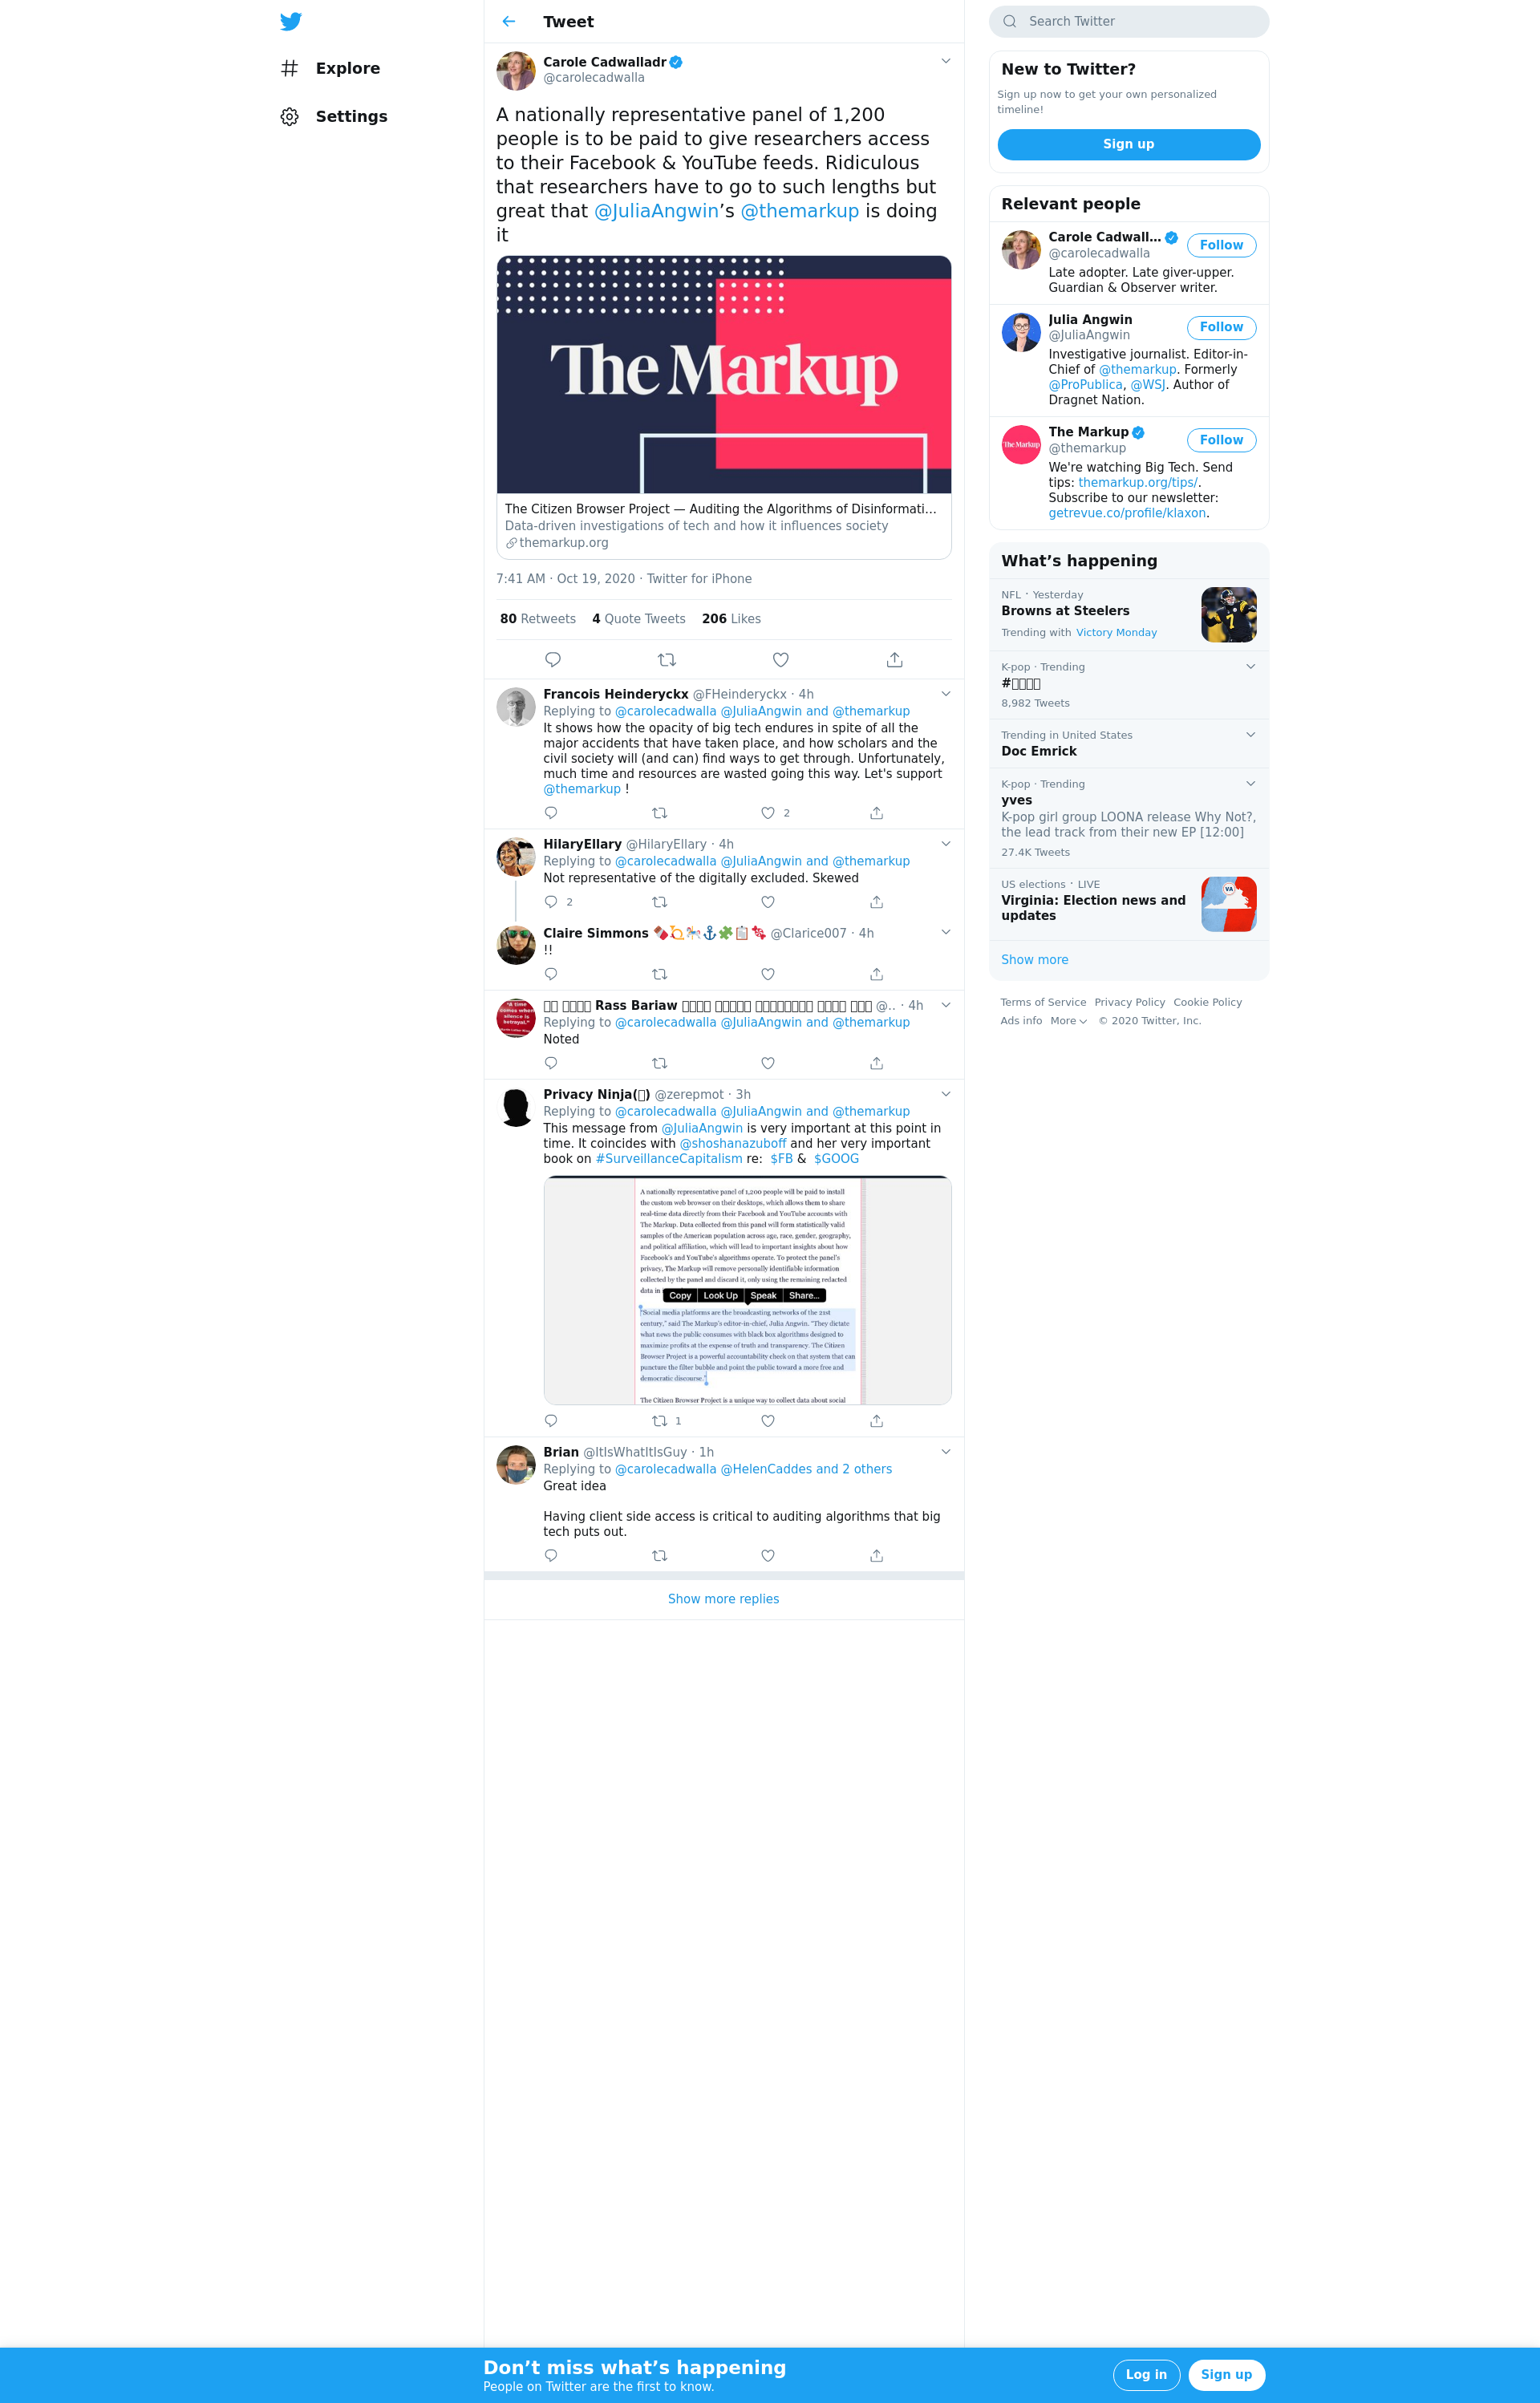 Explore
Settings
Tweet
Carole Cadwalladr
@carolecadwalla
A nationally representative panel of 1,200
people is to be paid to give researchers access
to their Facebook & YouTube feeds. Ridiculous
that researchers have to go to such lengths but
great that @JuliaAngwin’s @themarkup is doing
it
The Markup
The Citizen Browser Project — Auditing the Algorithms of Disinformati…
Data-driven investigations of tech and how it influences society
themarkup.org
7:41 AM · Oct 19, 2020 · Twitter for iPhone
80 Retweets 4 Quote Tweets 206 Likes
Francois Heinderyckx @FHeinderyckx · 4h
Replying to @carolecadwalla @JuliaAngwin and @themarkup
It shows how the opacity of big tech endures in spite of all the
major accidents that have taken place, and how scholars and the
civil society will (and can) find ways to get through. Unfortunately,
much time and resources are wasted going this way. Let's support
@themarkup !
2
HilaryEllary @HilaryEllary · 4h
Replying to @carolecadwalla @JuliaAngwin and @themarkup
Not representative of the digitally excluded. Skewed
2
Claire Simmons @Clarice007 · 4h
!!
"A time comes when silence is betrayal."
Rass Bariaw @.. · 4h
Replying to @carolecadwalla @JuliaAngwin and @themarkup
Noted
Privacy Ninja() @zerepmot · 3h
Replying to @carolecadwalla @JuliaAngwin and @themarkup
This message from @JuliaAngwin is very important at this point in
time. It coincides with @shoshanazuboff and her very important
book on #SurveillanceCapitalism re: $FB & $GOOG
A nationally representative panel of 1,200 people will be paid to install
the custom web browser on their desktops, which allows them to share
real-time data directly from their Facebook and YouTube accounts with
The Markup. Data collected from this panel will form statistically valid
samples of the American population across age, race, gender, geography,
and political affiliation, which will lead to important insights about how
Facebook's and YouTube's algorithms operate. To protect the panel's
privacy, The Markup will remove personally identifiable information
collected by the panel and discard it, only using the remaining redacted
data in
Copy Look Up Speak Share...
"Social media platforms are the broadcasting networks of the 21st
century," said The Markup's editor-in-chief, Julia Angwin. "They dictate
what news the public consumes with black box algorithms designed to
maximize profits at the expense of truth and transparency. The Citizen
Browser Project is a powerful accountability check on that system that can
puncture the filter bubble and point the public toward a more free and
democratic discourse."
The Citizen Browser Project is a unique way to collect data about social
1
Brian @ItIsWhatItIsGuy · 1h
Replying to @carolecadwalla @HelenCaddes and 2 others
Great idea
Having client side access is critical to auditing algorithms that big
tech puts out.
Show more replies
Search Twitter
New to Twitter?
Sign up now to get your own personalized
timeline!
Sign up
Relevant people
Carole Cadwall…
@carolecadwalla
Follow
Late adopter. Late giver-upper.
Guardian & Observer writer.
Julia Angwin
@JuliaAngwin
Follow
Investigative journalist. Editor-in-
Chief of @themarkup. Formerly
@ProPublica, @WSJ. Author of
Dragnet Nation.
The Markup
The Markup
@themarkup
Follow
We're watching Big Tech. Send
tips: themarkup.org/tips/.
Subscribe to our newsletter:
getrevue.co/profile/klaxon.
What’s happening
NFL · Yesterday
Browns at Steelers
Trending with Victory Monday
7
K-pop · Trending
#
8,982 Tweets
Trending in United States
Doc Emrick
K-pop · Trending
yves
K-pop girl group LOONA release Why Not?,
the lead track from their new EP [12:00]
27.4K Tweets
US elections · LIVE
Virginia: Election news and
updates
VA
Show more
Terms of Service Privacy Policy Cookie Policy
Ads info More © 2020 Twitter, Inc.
Don’t miss what’s happening
People on Twitter are the first to know.
Log in
Sign up